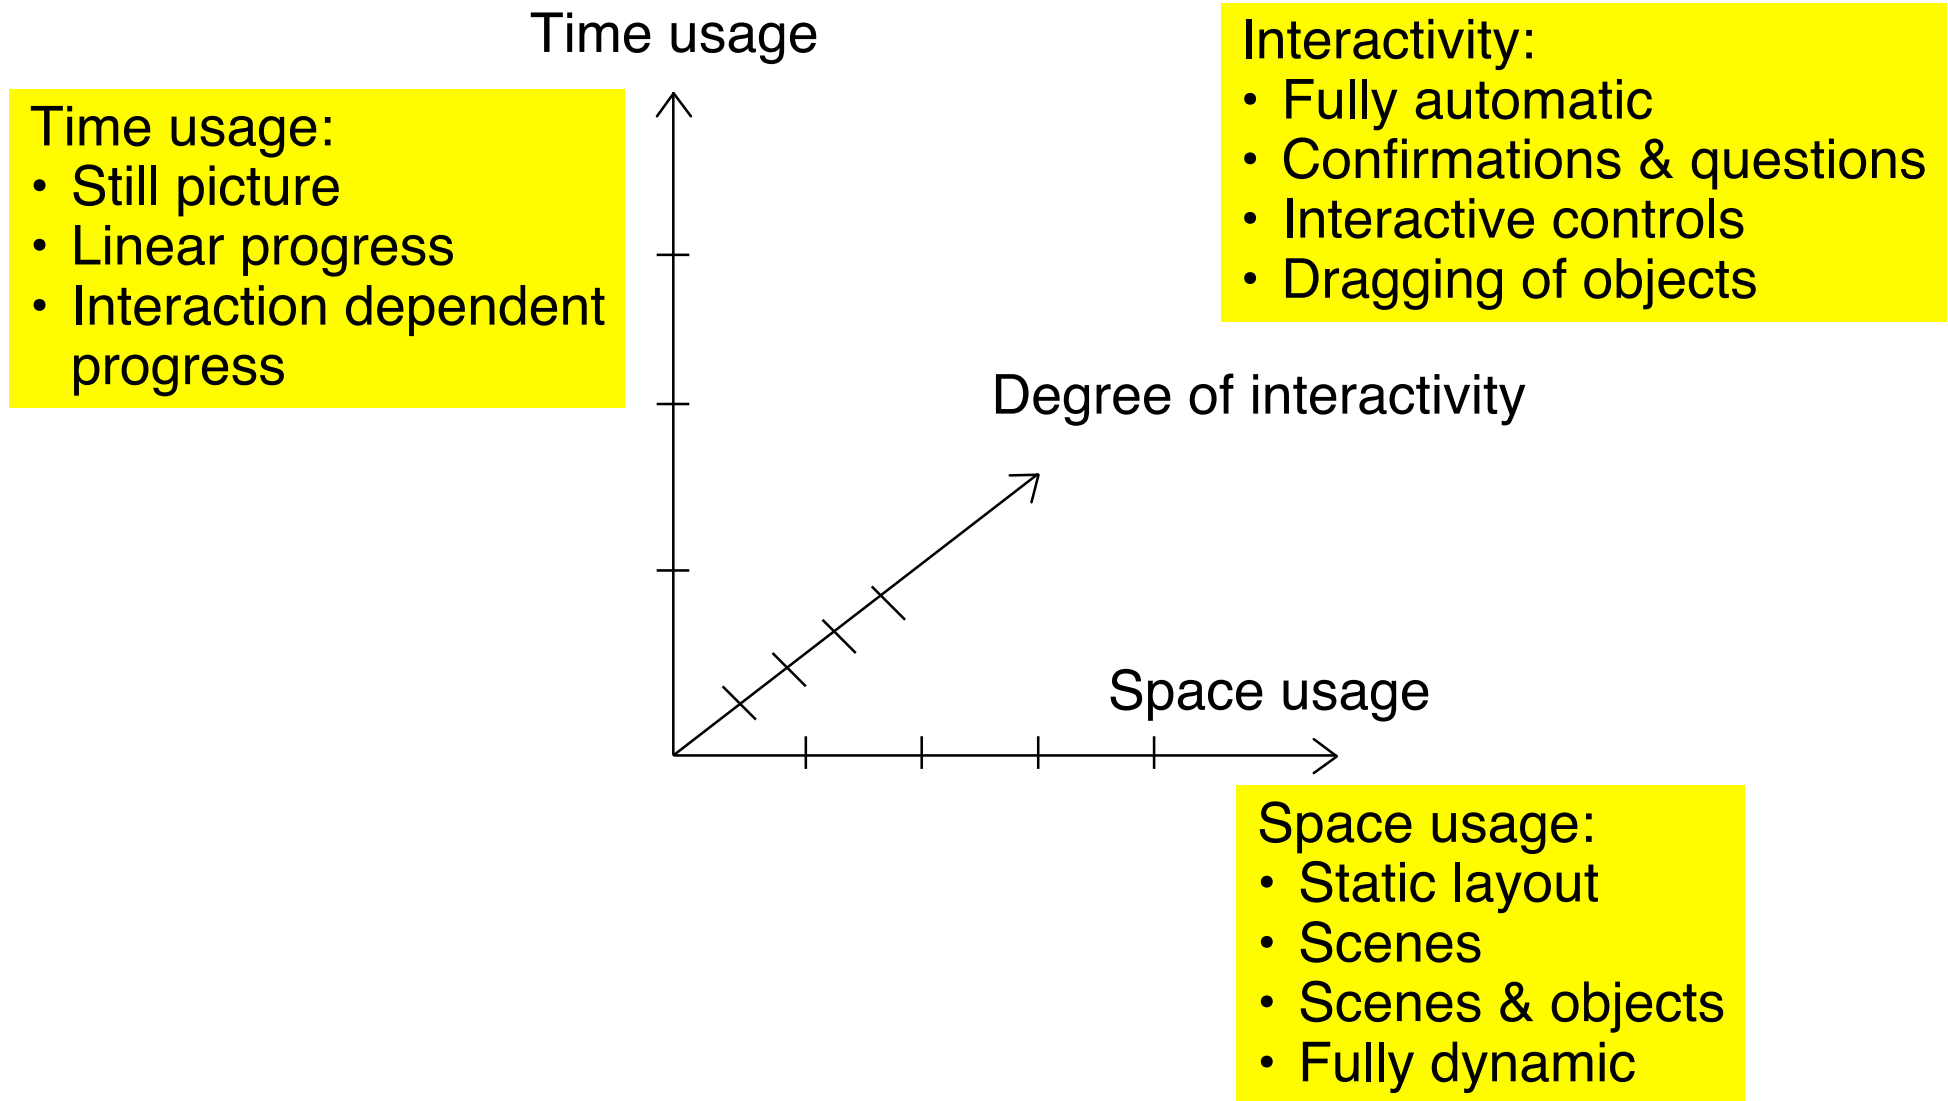 Time usage
Time usage:
• Still picture
• Linear progress
• Interaction dependent
progress
Interactivity:
• Fully automatic
• Confirmations & questions
• Interactive controls
• Dragging of objects
Degree of interactivity
Space usage
Space usage:
• Static layout
• Scenes
• Scenes & objects
• Fully dynamic